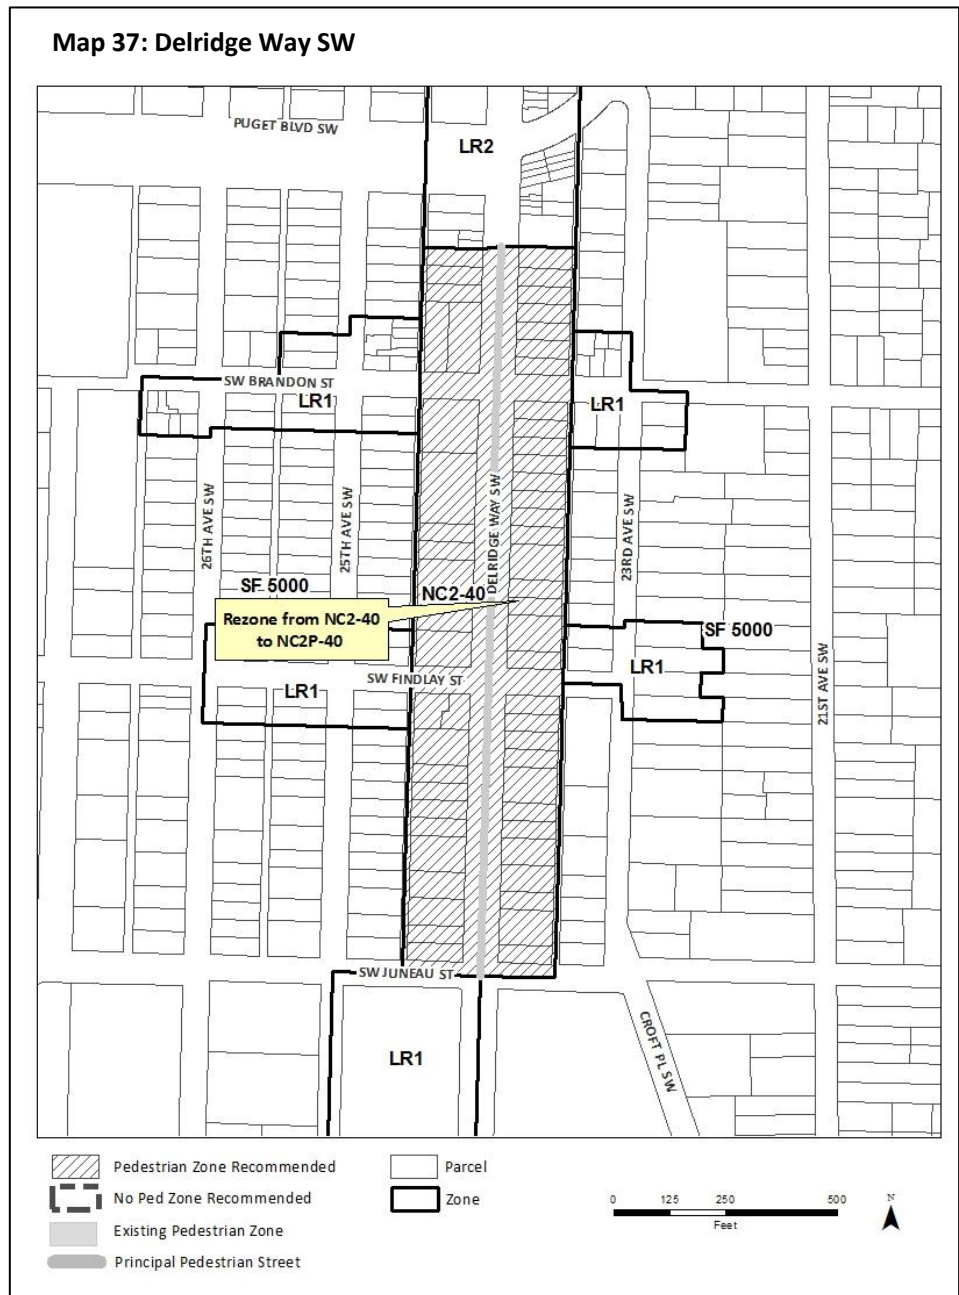 Map 37: Delridge Way SW
PUGET BLVD SW
LR2
SW BRANDON ST
LR1
LR1
26TH AVE SW
25TH AVE SW
DELRIDGE WAY SW
23RD AVE SW
SF 5000
NC2-40
Rezone from NC2-40
to NC2P-40
SF 5000
LR1
21ST AVE SW
SW FINDLAY ST
LR1
SW JUNEAU ST
CROFT PL SW
LR1
Pedestrian Zone Recommended
Parcel
No Ped Zone Recommended
Zone
Existing Pedestrian Zone
Principal Pedestrian Street
0 125 250 500
Feet
N